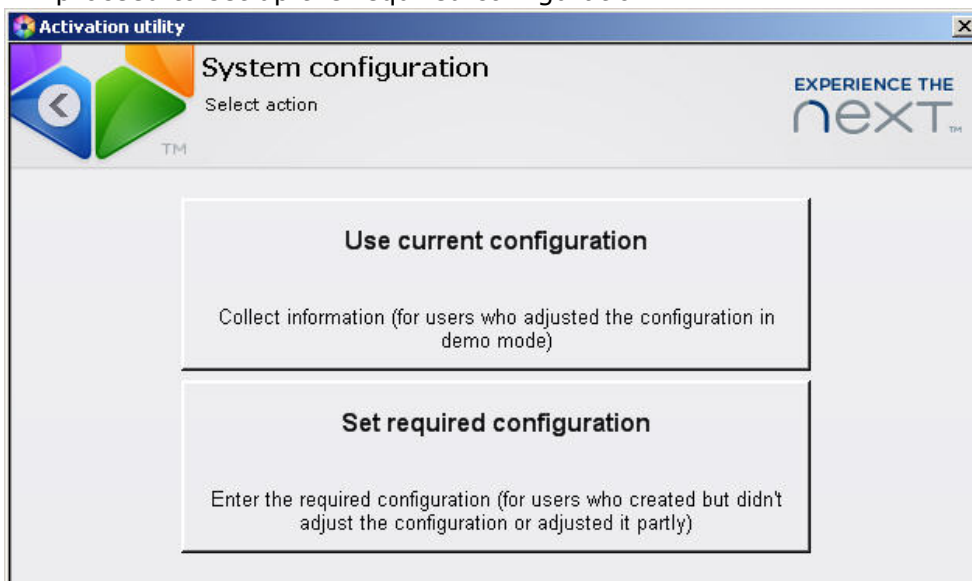 Activation utility
System configuration
Select action
EXPERIENCE THE
next™
TM
Use current configuration
Collect information (for users who adjusted the configuration in
demo mode)
Set required configuration
Enter the required configuration (for users who created but didn't
adjust the configuration or adjusted it partly)